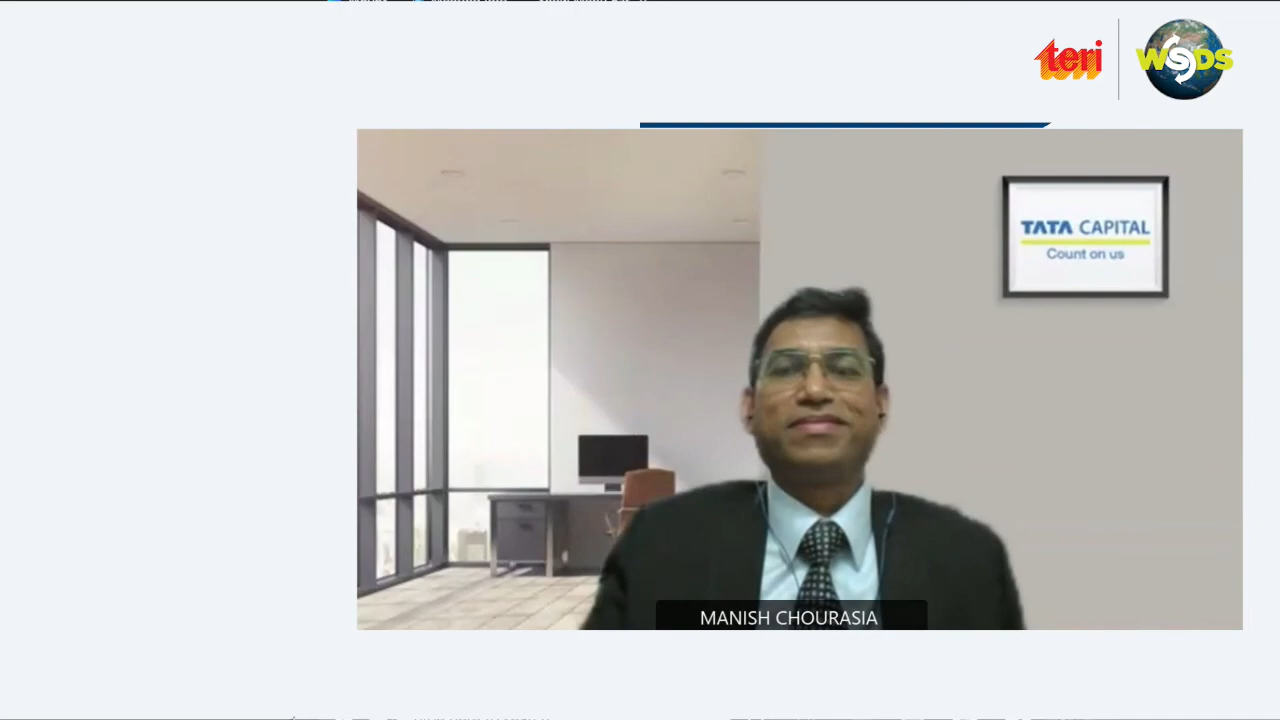 teri
WSDS
TATA CAPITAL
Count on us
MANISH CHOURASIA